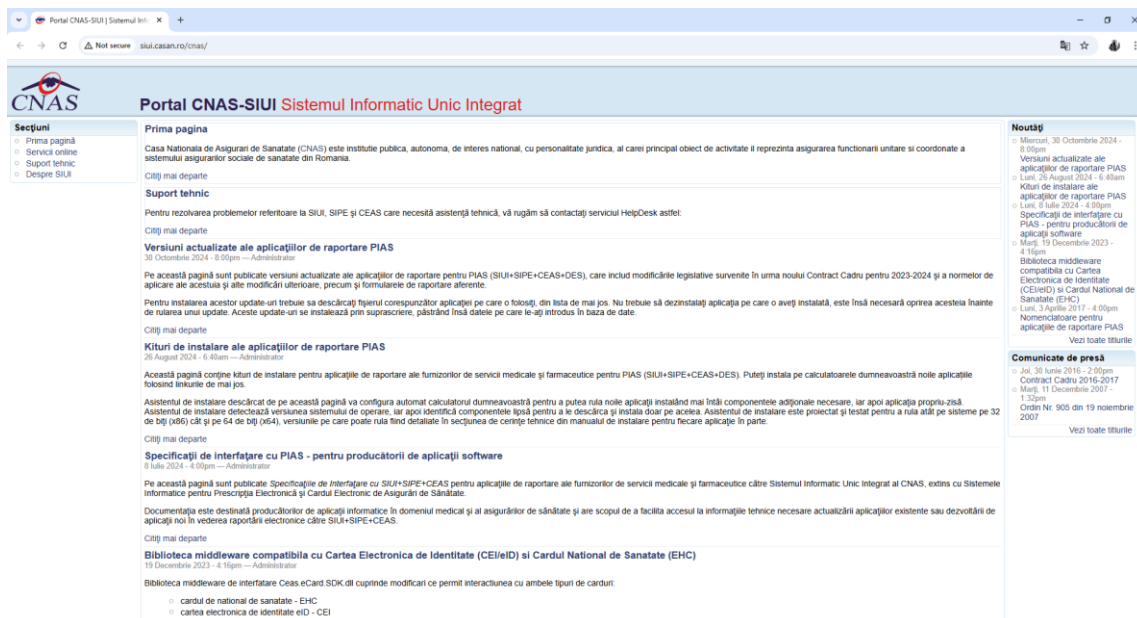 Portal CNAS-SIUI | Sistemul Inf
Not secure
siui.casan.ro/cnas/
CNAS
Portal CNAS-SIUI Sistemul Informatic Unic Integrat
Secțiuni
Prima pagină
Servicii online
Suport tehnic
Despre SIUI
Prima pagina
Casa Nationala de Asigurari de Sanatate (CNAS) este institutie publica, autonoma, de interes national, cu personalitate juridica, al carei principal obiect de activitate il reprezinta asigurarea functionarii unitare si coordonate a
sistemului asigurarilor sociale de sanatate din Romania.
Citiţi mai departe
Suport tehnic
Pentru rezolvarea problemelor referitoare la SIUI, SIPE şi CEAS care necesită asistenţă tehnică, vă rugăm să contactaţi serviciul HelpDesk astfel:
Citiţi mai departe
Versiuni actualizate ale aplicaţiilor de raportare PIAS
30 Octombrie 2024 - 8:00pm — Administrator
Pe această pagină sunt publicate versiuni actualizate ale aplicaţiilor de raportare pentru PIAS (SIUI+SIPE+CEAS+DES), care includ modificările legislative survenite în urma noului Contract Cadru pentru 2023-2024 şi a normelor de
aplicare ale acestuia şi alte modificări ulterioare, precum şi formularele de raportare aferente.
Pentru instalarea acestor update-uri trebuie sa descărcaţi fişierul corespunzător aplicaţiei pe care o folosiţi, din lista de mai jos. Nu trebuie să dezinstalaţi aplicaţia pe care o aveţi instalată, este însă necesară oprirea acesteia înainte
de rularea unui update. Aceste update-uri se instalează prin suprascriere, păstrând însă datele pe care le-aţi introdus în baza de date.
Citiţi mai departe
Kituri de instalare ale aplicaţiilor de raportare PIAS
26 August 2024 - 6:40am — Administrator
Această pagină conţine kituri de instalare pentru aplicaţiile de raportare ale furnizorilor de servicii medicale şi farmaceutice pentru PIAS (SIUI+SIPE+CEAS+DES). Puteţi instala pe calculatoarele dumneavoastră noile aplicaţiile
folosind linkurile de mai jos.
Asistentul de instalare descărcat de pe această pagină va configura automat calculatorul dumneavoastră pentru a putea rula noile aplicaţii instalând mai întâi componentele adiţionale necesare, iar apoi aplicaţia propriu-zisă.
Asistentul de instalare detectează versiunea sistemului de operare, iar apoi identifică componentele lipsă pentru a le descărca şi instala doar pe acelea. Asistentul de instalare este proiectat şi testat pentru a rula atât pe sisteme pe 32
de biţi (x86) cât şi pe 64 de biţi (x64), versiunile pe care poate rula fiind detaliate în secţiunea de cerinţe tehnice din manualul de instalare pentru fiecare aplicaţie în parte.
Citiţi mai departe
Specificaţii de interfaţare cu PIAS - pentru producătorii de aplicaţii software
8 Iulie 2024 - 4:00pm — Administrator
Pe această pagină sunt publicate Specificaţiile de Interfaţare cu SIUI+SIPE+CEAS pentru aplicaţiile de raportare ale furnizorilor de servicii medicale şi farmaceutice către Sistemul Informatic Unic Integrat al CNAS, extins cu Sistemele
Informatice pentru Prescripţia Electronică şi Cardul Electronic de Asigurări de Sănătate.
Documentaţia este destinată producătorilor de aplicaţii informatice în domeniul medical şi al asigurărilor de sănătate şi are scopul de a facilita accesul la informaţiile tehnice necesare actualizării aplicaţiilor existente sau dezvoltării de
aplicaţii noi în vederea raportării electronice către SIUI+SIPE+CEAS.
Citiţi mai departe
Biblioteca middleware compatibila cu Cartea Electronica de Identitate (CEI/eID) si Cardul National de Sanatate (EHC)
19 Decembrie 2023 - 4:16pm — Administrator
Biblioteca middleware de interfatare Ceas.eCard.SDK.dll cuprinde modificari ce permit interactiunea cu ambele tipuri de carduri:
cardul de national de sanatate - EHC
cartea electronica de identitate eID - CEI
Noutăţi
Miercuri, 30 Octombrie 2024 -
8:00pm
Versiuni actualizate ale
aplicaţiilor de raportare PIAS
Luni, 26 August 2024 - 6:40am
Kituri de instalare ale
aplicaţiilor de raportare PIAS
Luni, 8 Iulie 2024 - 4:00pm
Specificaţii de interfaţare cu
PIAS - pentru producătorii de
aplicaţii software
Marţi, 19 Decembrie 2023 -
4:16pm
Biblioteca middleware
compatibila cu Cartea
Electronica de Identitate
(CEI/eID) si Cardul National de
Sanatate (EHC)
Luni, 3 Aprilie 2017 - 4:00pm
Nomenclatoare pentru
aplicaţiile de raportare PIAS
Vezi toate titlurile
Comunicate de presă
Joi, 30 Iunie 2016 - 2:00pm
Contract Cadru 2016-2017
Marţi, 11 Decembrie 2007 -
1:32pm
Ordin Nr. 905 din 19 noiembrie
2007
Vezi toate titlurile